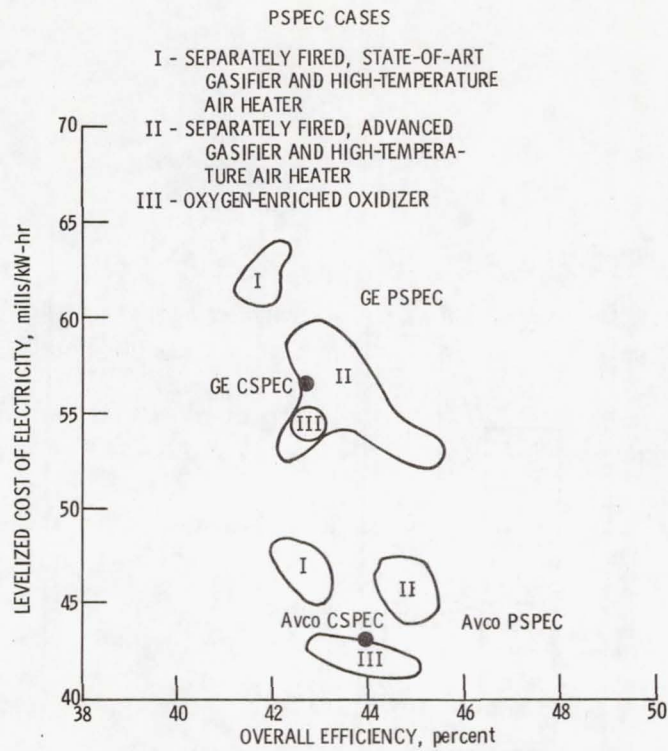 PSPEC CASES
I - SEPARATELY FIRED, STATE-OF-ART
GASIFIER AND HIGH-TEMPERATURE
AIR HEATER
II - SEPARATELY FIRED, ADVANCED
GASIFIER AND HIGH-TEMPERA-
TURE AIR HEATER
III - OXYGEN-ENRICHED OXIDIZER
70
65
60
55
50
45
40
LEVELIZED COST OF ELECTRICITY, mills/kW-hr
I
GE PSPEC
II
GE CSPEC
III
I
II
Avco CSPEC
Avco PSPEC
III
38
40
42
44
46
48
50
OVERALL EFFICIENCY, percent